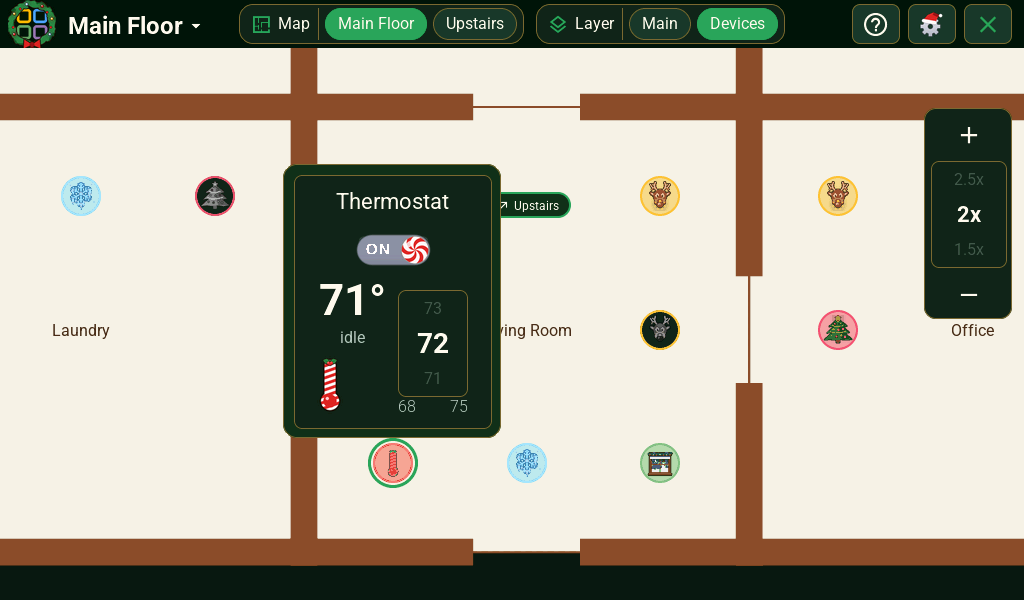 Main Floor
Map
Main Floor
Upstairs
Layer
Main
Devices
Thermostat
ON
71°
idle
73
72
71
68
75
Upstairs
2.5x
2x
1.5x
Laundry
ving Room
Office